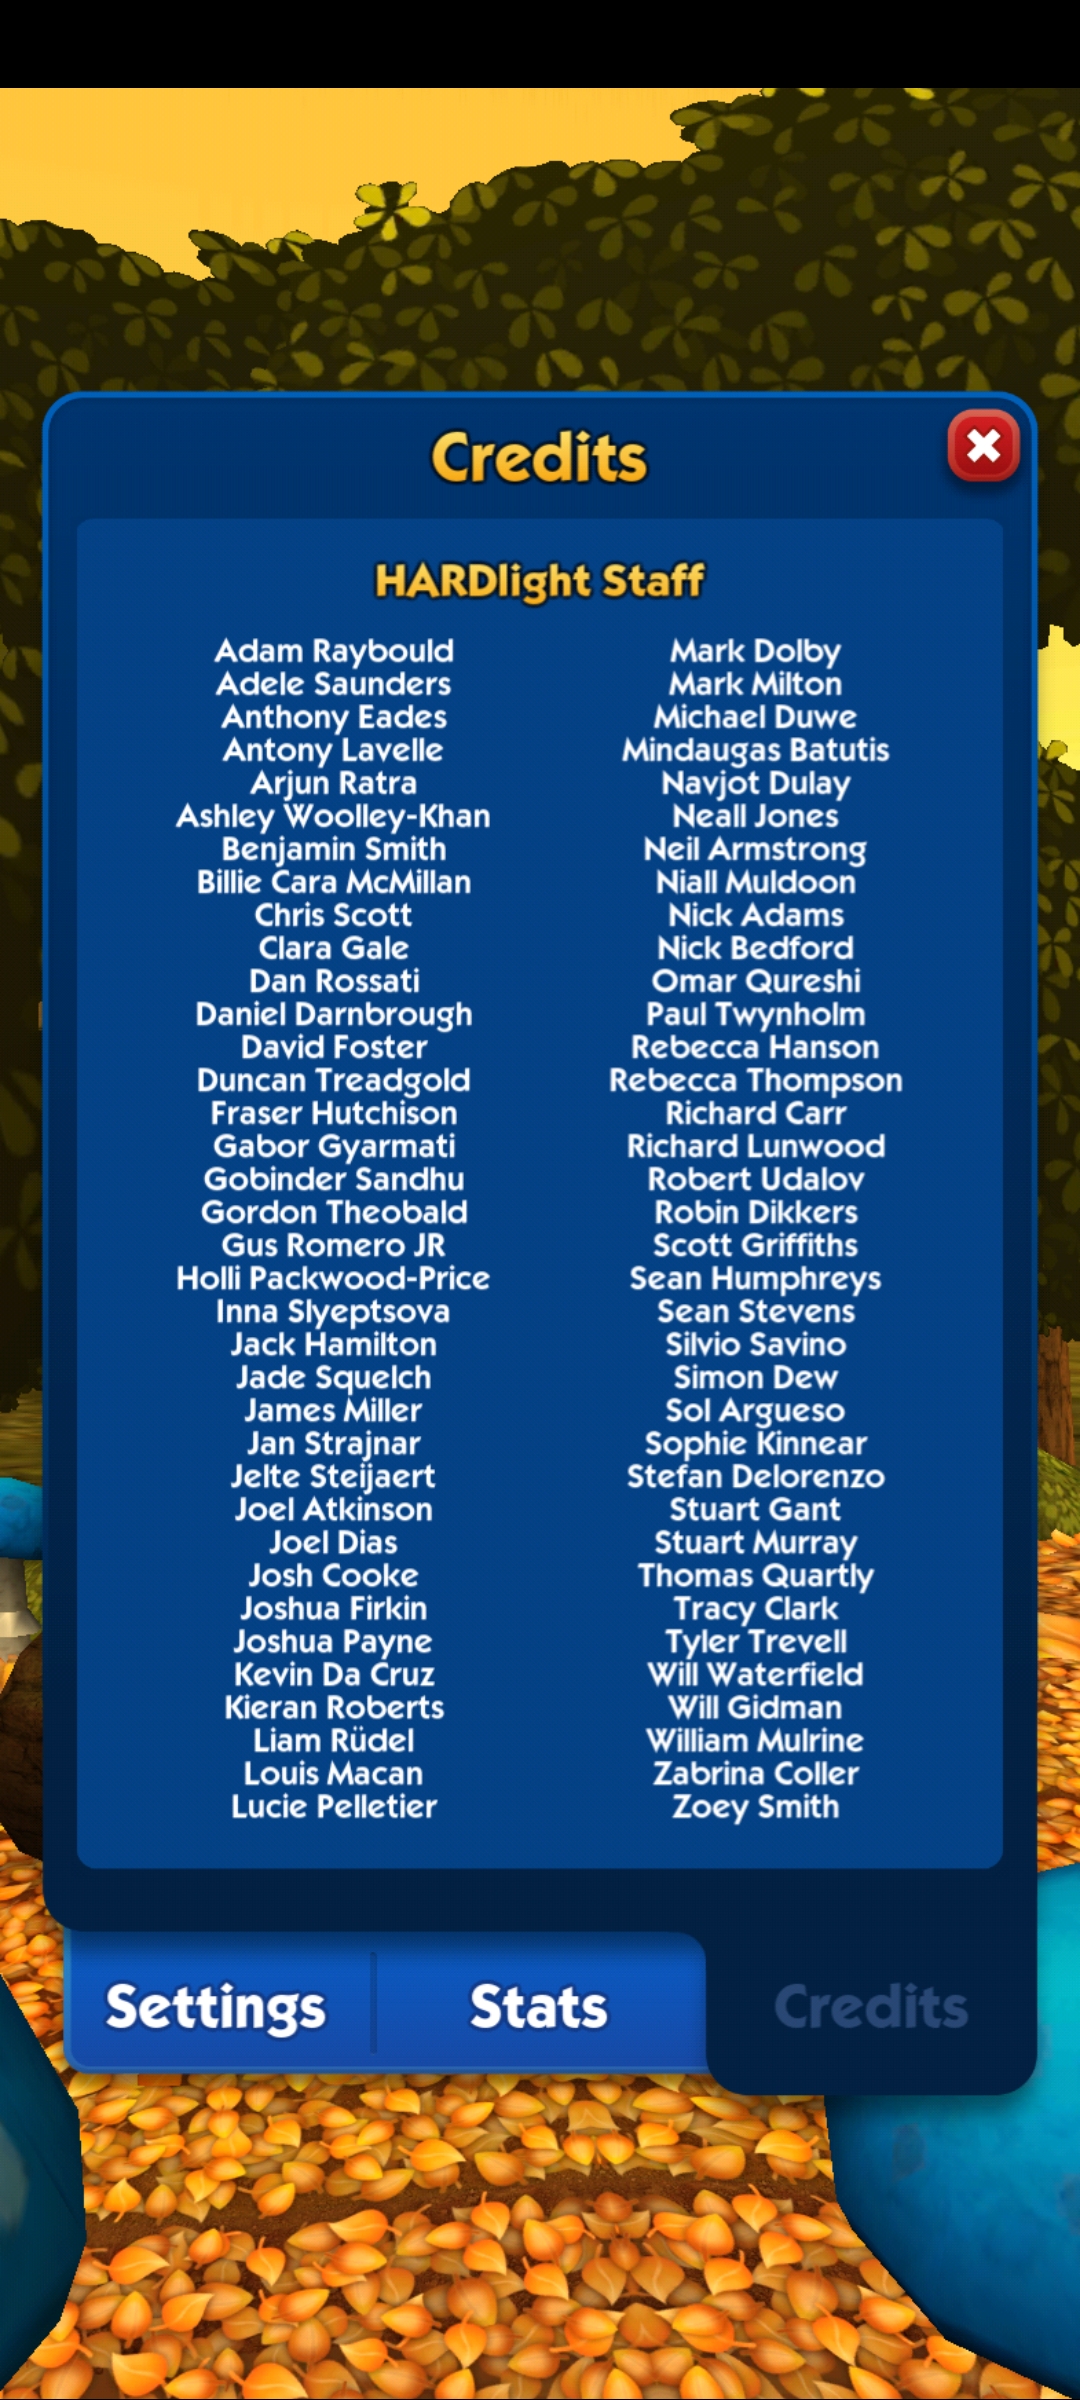 Credits
HARDlight Staff
Adam Raybould
Adele Saunders
Anthony Eades
Antony Lavelle
Arjun Ratra
Ashley Woolley-Khan
Benjamin Smith
Billie Cara McMillan
Chris Scott
Clara Gale
Dan Rossati
Daniel Darnbrough
David Foster
Duncan Treadgold
Fraser Hutchison
Gabor Gyarmati
Gobinder Sandhu
Gordon Theobald
Gus Romero JR
Holli Packwood-Price
Inna Slyeptsova
Jack Hamilton
Jade Squelch
James Miller
Jan Strajnar
Jelte Steijaert
Joel Atkinson
Joel Dias
Josh Cooke
Joshua Firkin
Joshua Payne
Kevin Da Cruz
Kieran Roberts
Liam Rüdel
Louis Macan
Lucie Pelletier
Mark Dolby
Mark Milton
Michael Duwe
Mindaugas Batutis
Navjot Dulay
Neall Jones
Neil Armstrong
Niall Muldoon
Nick Adams
Nick Bedford
Omar Qureshi
Paul Twynholm
Rebecca Hanson
Rebecca Thompson
Richard Carr
Richard Lunwood
Robert Udalov
Robin Dikkers
Scott Griffiths
Sean Humphreys
Sean Stevens
Silvio Savino
Simon Dew
Sol Argueso
Sophie Kinnear
Stefan Delorenzo
Stuart Gant
Stuart Murray
Thomas Quartly
Tracy Clark
Tyler Trevell
Will Waterfield
Will Gidman
William Mulrine
Zabrina Coller
Zoey Smith
Settings
Stats
Credits